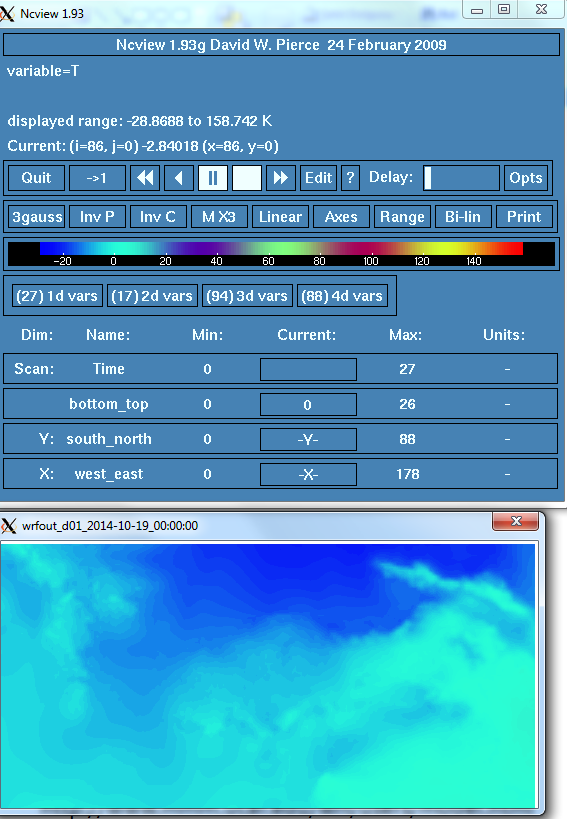 Ncview 1.93
Ncview 1.93g David W. Pierce 24 February 2009
variable=T
displayed range: -28.8688 to 158.742 K
Current: (i=86, j=0) -2.84018 (x=86, y=0)
Quit ->1 Edit ? Delay: Opts
3gauss Inv P Inv C M X3 Linear Axes Range Bi-lin Print
-20 0 20 40 60 80 100 120 140
(27) 1d vars (17) 2d vars (94) 3d vars (88) 4d vars
Dim: Name: Min: Current: Max: Units:
Scan: Time 0 27 -
bottom_top 0 0 26 -
Y: south_north 0 -Y- 88 -
X: west_east 0 -X- 178 -
wrfout_d01_2014-10-19_00:00:00